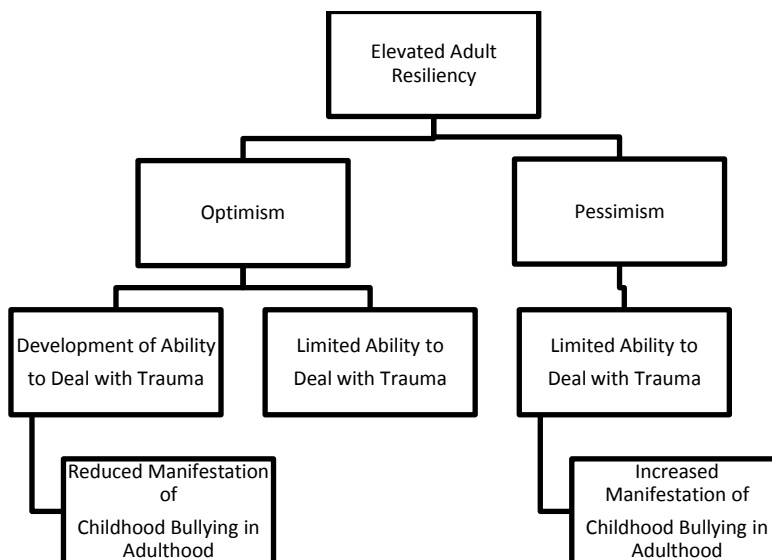 Elevated Adult
Resiliency
Optimism
Pessimism
Development of Ability
to Deal with Trauma
Limited Ability to
Deal with Trauma
Limited Ability to
Deal with Trauma
Reduced Manifestation
of
Childhood Bullying in
Adulthood
Increased
Manifestation of
Childhood Bullying in
Adulthood